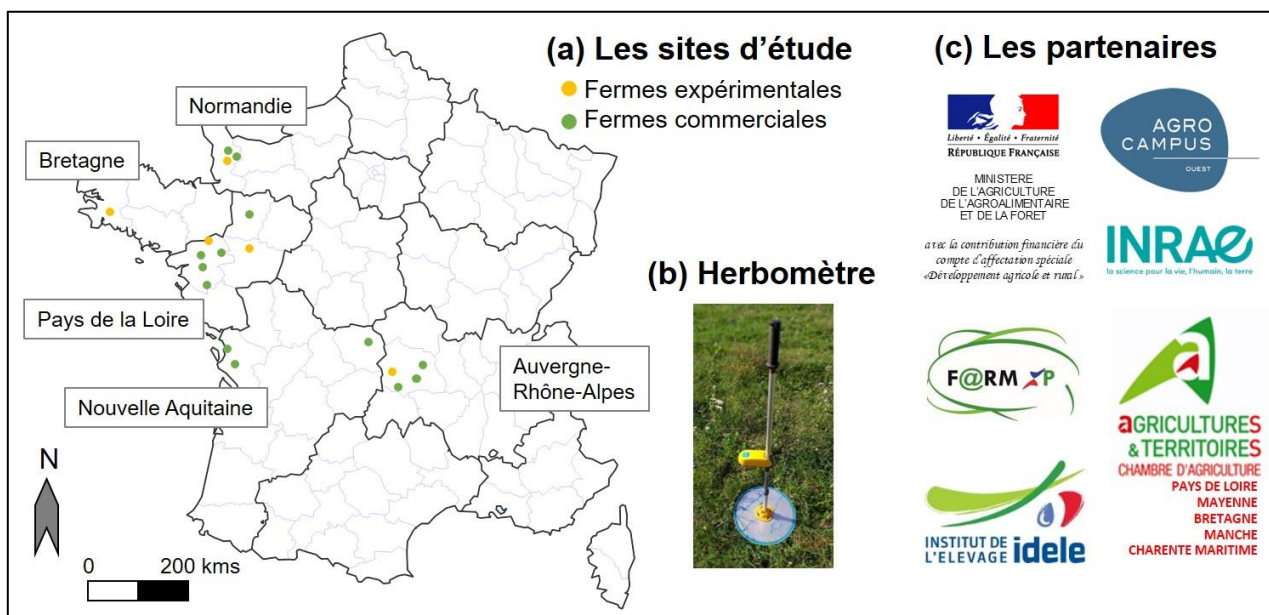 (a) Les sites d'étude
Fermes expérimentales
Fermes commerciales
Normandie
Bretagne
Pays de la Loire
Nouvelle Aquitaine
Auvergne-
Rhône-Alpes
N
0 200 kms
(b) Herbomètre
(c) Les partenaires
Liberté • Égalité • Fraternité
RÉPUBLIQUE FRANÇAISE
MINISTERE
DE L'AGRICULTURE
DE L'AGROALIMENTAIRE
ET DE LA FORET
avec la contribution financière du
compte d'affectation spéciale
«Développement agricole et rural»
AGRO
CAMPUS
OUEST
INRAE
la science pour la vie, l'humain, la terre
F@RM XP
aGRICULTURES
& TERRITOIRES
CHAMBRE D'AGRICULTURE
PAYS DE LOIRE
MAYENNE
BRETAGNE
MANCHE
CHARENTE MARITIME
INSTITUT DE
L'ELEVAGE idele